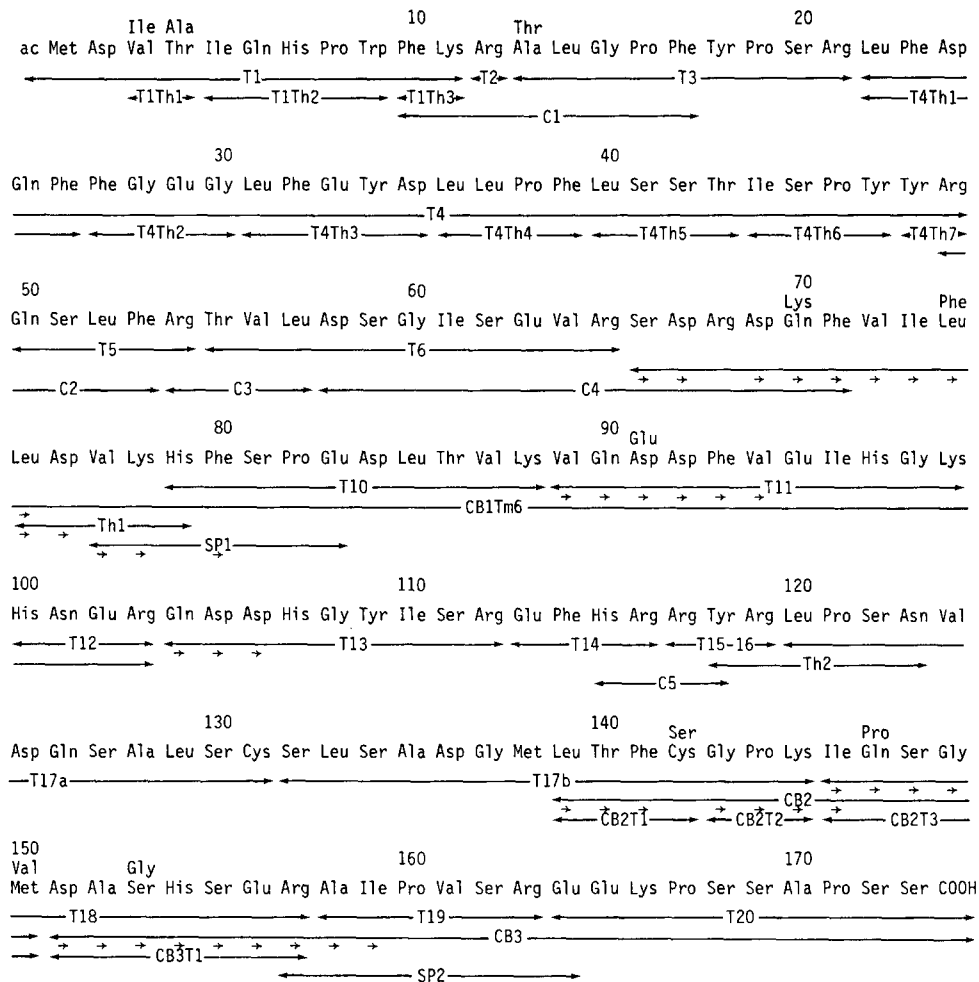 Ile Ala 10 Thr 20
ac Met Asp Val Thr Ile Gln His Pro Trp Phe Lys Arg Ala Leu Gly Pro Phe Tyr Pro Ser Arg Leu Phe Asp
T1 T2 T3
T1Th1 T1Th2 T1Th3 T4Th1
C1
30 40
Gln Phe Phe Gly Glu Gly Leu Phe Glu Tyr Asp Leu Leu Pro Phe Leu Ser Ser Thr Ile Ser Pro Tyr Tyr Arg
T4
T4Th2 T4Th3 T4Th4 T4Th5 T4Th6 T4Th7
50 60 70
Lys Phe
Gln Ser Leu Phe Arg Thr Val Leu Asp Ser Gly Ile Ser Glu Val Arg Ser Asp Arg Asp Gln Phe Val Ile Leu
T5 T6
C2 C3 C4
80 90
Glu
Leu Asp Val Lys His Phe Ser Pro Glu Asp Leu Thr Val Lys Val Gln Asp Asp Phe Val Glu Ile His Gly Lys
T10 T11
CB1Tm6
Th1
SP1
100 110 120
His Asn Glu Arg Gln Asp Asp His Gly Tyr Ile Ser Arg Glu Phe His Arg Arg Tyr Arg Leu Pro Ser Asn Val
T12 T13 T14 T15-16
Th2
C5
130 140
Ser Pro
Asp Gln Ser Ala Leu Ser Cys Ser Leu Ser Ala Asp Gly Met Leu Thr Phe Cys Gly Pro Lys Ile Gln Ser Gly
T17a T17b
CB2
CB2T1 CB2T2 CB2T3
150 160 170
Val Gly
Met Asp Ala Ser His Ser Glu Arg Ala Ile Pro Val Ser Arg Glu Glu Lys Pro Ser Ser Ala Pro Ser Ser COOH
T18 T19 T20
CB3
CB3T1
SP2